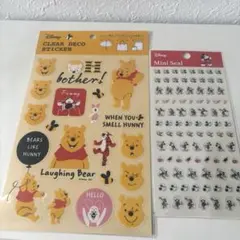 Disney
CLEAR DECO
STICKER
bother!
Disney
Mini Seal
WHEN YOU
SMELL HUNNY
BEARS
LIKE
HUNNY
Laughing Bear
HELLO